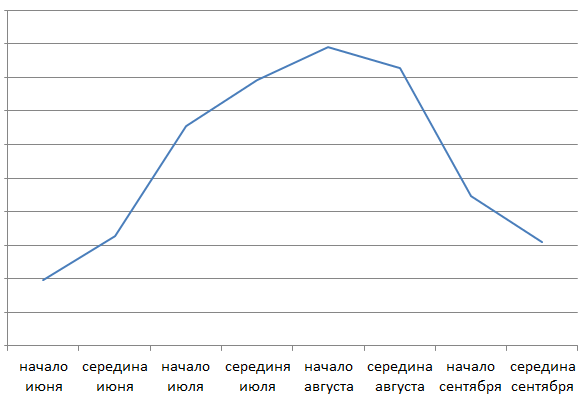 начало середина начало серединя начало середина начало середина
июня июня июля июля августа августа сентября сентября